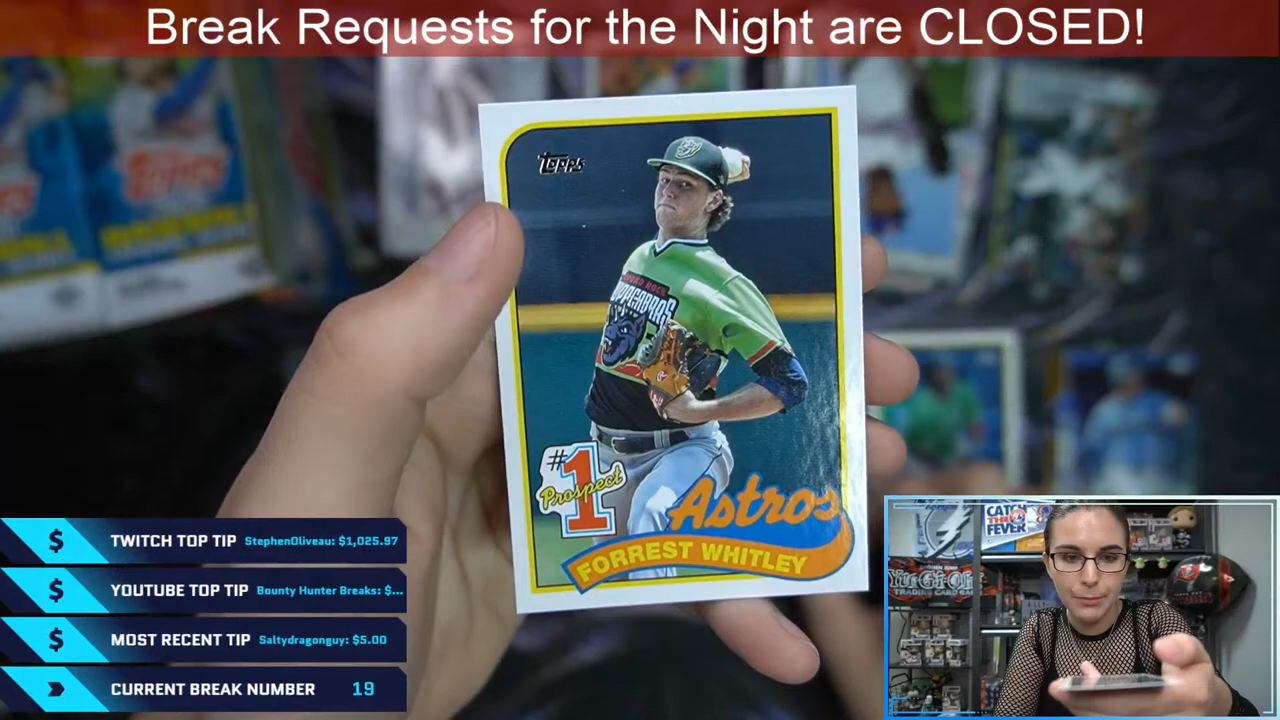 Break Requests for the Night are CLOSED!
Topps
#1
Prospect
Astros
FORREST WHITLEY
TWITCH TOP TIP StephenOliveau: $1,025.97
YOUTUBE TOP TIP Bounty Hunter Breaks: $...
MOST RECENT TIP Saltydragonguy: $5.00
CURRENT BREAK NUMBER 19
CATCH
THE
FEVER
Yu-Gi-Oh!
TRADING CARD GAME
Topps